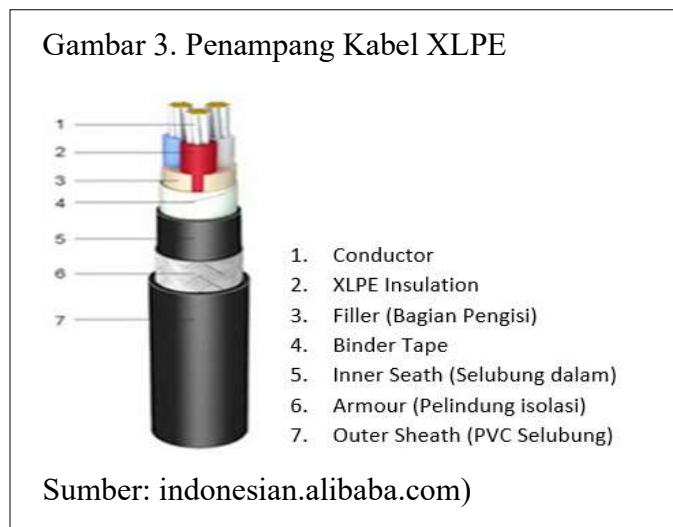 Gambar 3. Penampang Kabel XLPE
1
2
3
4
5
6
7
1. Conductor
2. XLPE Insulation
3. Filler (Bagian Pengisi)
4. Binder Tape
5. Inner Seath (Selubung dalam)
6. Armour (Pelindung isolasi)
7. Outer Sheath (PVC Selubung)
Sumber: indonesian.alibaba.com)